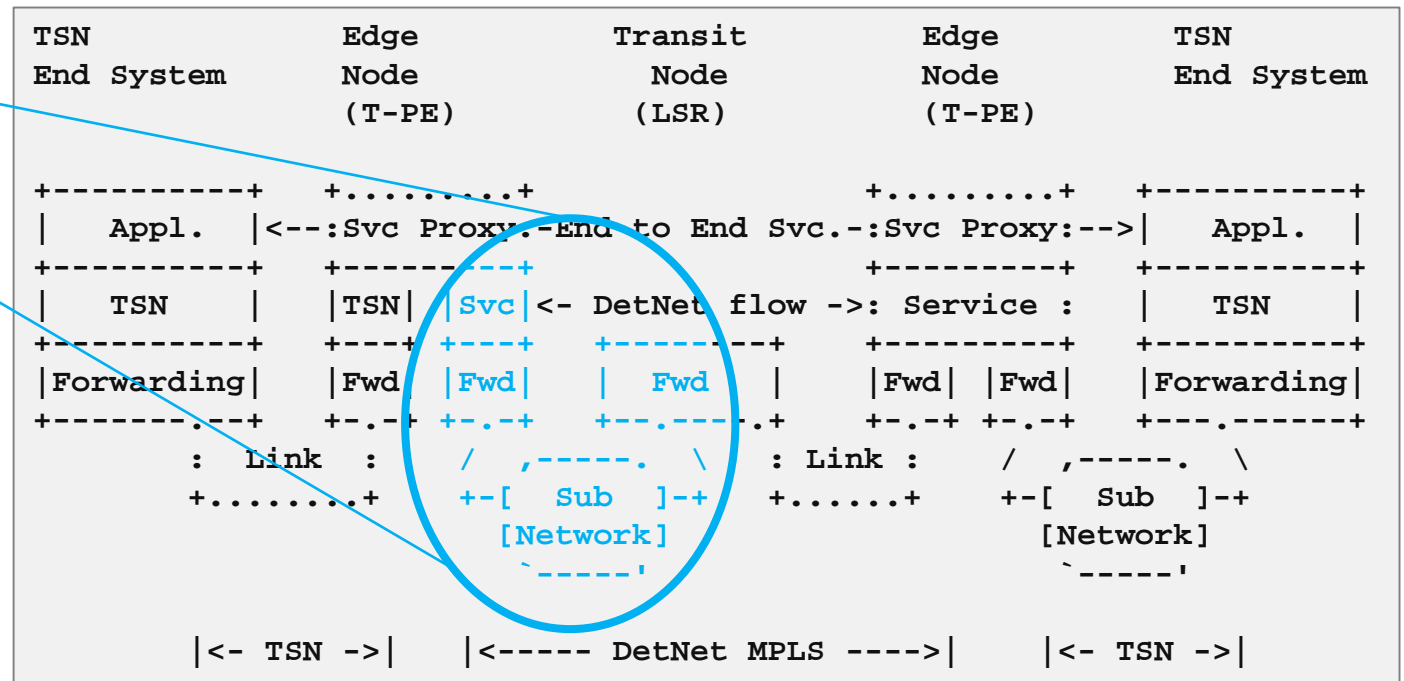 TSN                Edge            Transit           Edge            TSN
End System         Node              Node            Node            End System
                   (T-PE)           (LSR)            (T-PE)

+----------+    +.........+                     +.........+    +----------+
|   Appl.  |<--:Svc Proxy:-End to End Svc.-:Svc Proxy:-->|   Appl.  |
+----------+    +---------+                     +---------+    +----------+
|   TSN    |    |TSN| |Svc|<- DetNet flow ->: Service :    |   TSN    |
+----------+    +---+ +---+    +---------+     +---------+    +----------+
|Forwarding|    |Fwd| |Fwd|    |   Fwd   |     |Fwd| |Fwd|    |Forwarding|
+-------.--+    +-.-+ +-.-+    +--.----.+     +-.-+ +-.-+    +---.------+
        :  Link  :     /  ,-----.  \   : Link :     /  ,-----.  \
        +........+     +-[  Sub  ]-+   +......+     +-[  Sub  ]-+
                         [Network]                    [Network]
                          `-----'                      `-----'

        |<- TSN ->|   |<----- DetNet MPLS ---->|    |<- TSN ->|